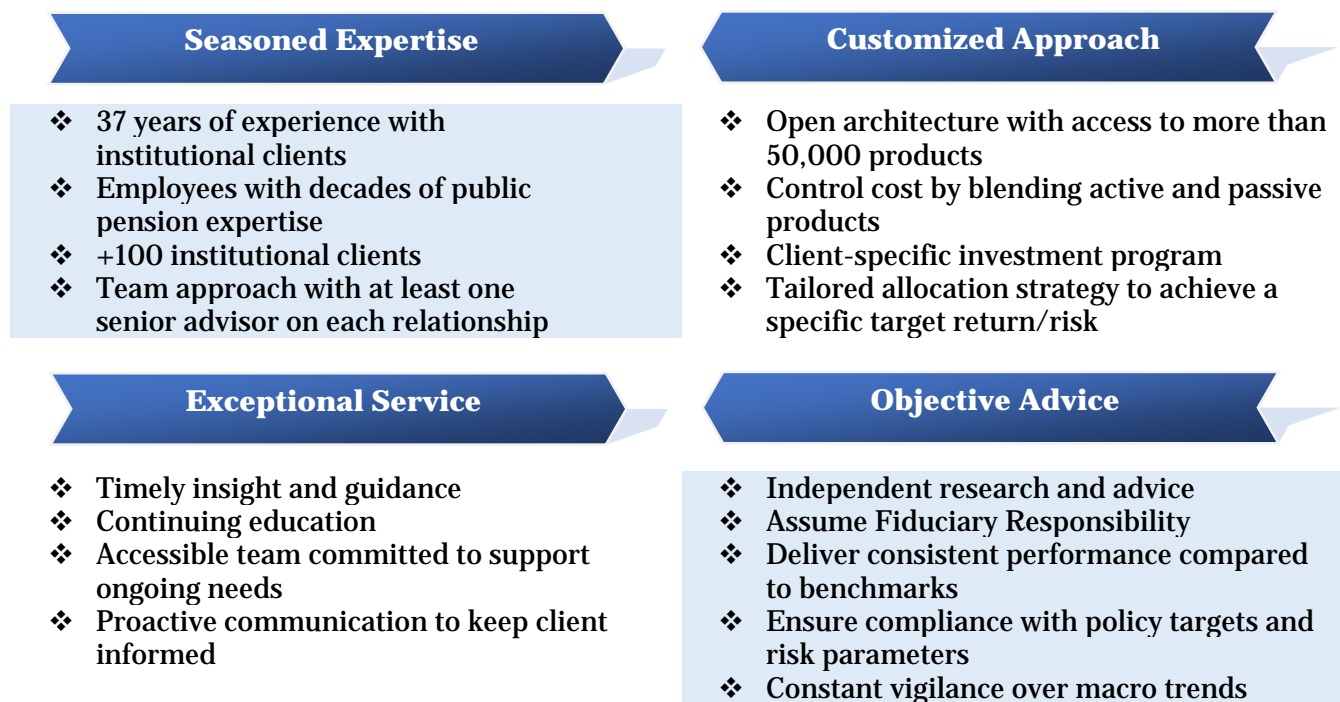 Seasoned Expertise
❖ 37 years of experience with
institutional clients
❖ Employees with decades of public
pension expertise
❖ +100 institutional clients
❖ Team approach with at least one
senior advisor on each relationship
Customized Approach
❖ Open architecture with access to more than
50,000 products
❖ Control cost by blending active and passive
products
❖ Client-specific investment program
❖ Tailored allocation strategy to achieve a
specific target return/risk
Exceptional Service
❖ Timely insight and guidance
❖ Continuing education
❖ Accessible team committed to support
ongoing needs
❖ Proactive communication to keep client
informed
Objective Advice
❖ Independent research and advice
❖ Assume Fiduciary Responsibility
❖ Deliver consistent performance compared
to benchmarks
❖ Ensure compliance with policy targets and
risk parameters
❖ Constant vigilance over macro trends